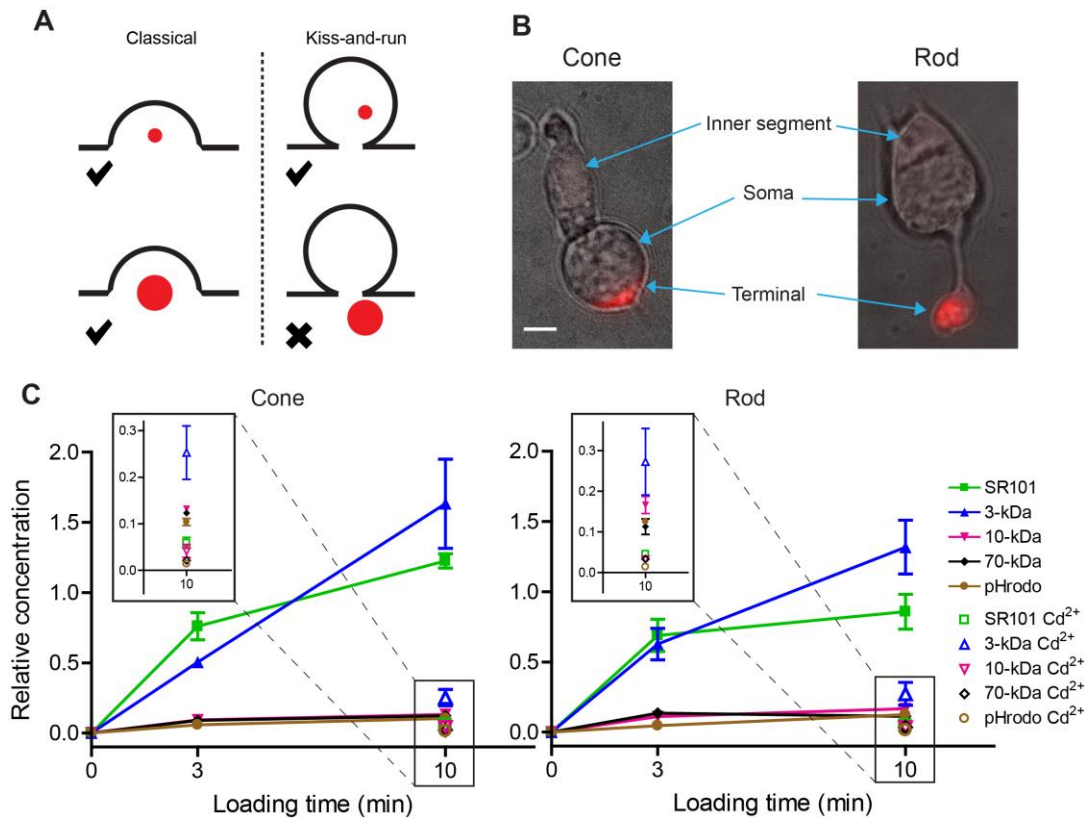 A
Classical
Kiss-and-run
B
Cone
Rod
Inner segment
Soma
Terminal
C
Cone
Rod
Relative concentration
2.0
1.5
1.0
0.5
0.0
0
3
10
Loading time (min)
0.3
0.2
0.1
0.0
10
2.0
1.5
1.0
0.5
0.0
0
3
10
Loading time (min)
0.3
0.2
0.1
0.0
10
SR101
3-kDa
10-kDa
70-kDa
pHrodo
SR101 Cd²⁺
3-kDa Cd²⁺
10-kDa Cd²⁺
70-kDa Cd²⁺
pHrodo Cd²⁺